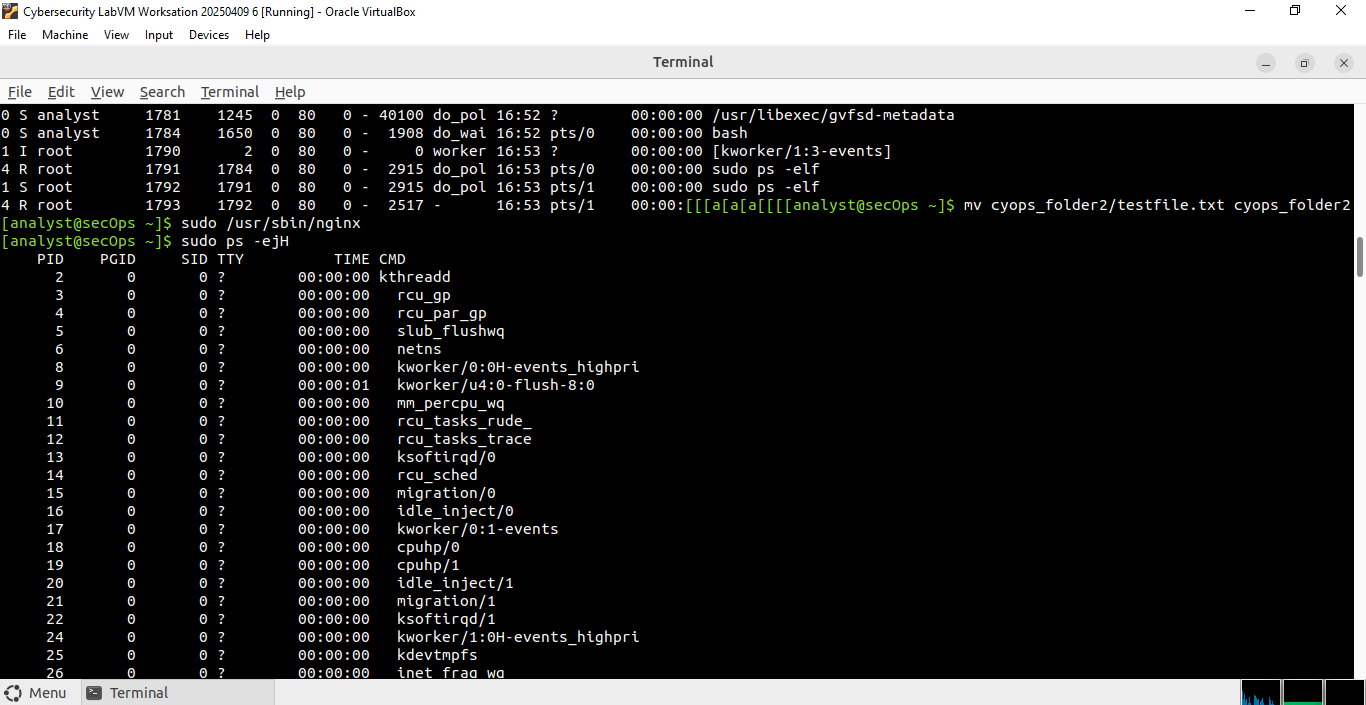 Cybersecurity LabVM Worksation 20250409 6 [Running] - Oracle VirtualBox
File Machine View Input Devices Help
Terminal
File Edit View Search Terminal Help
0 S analyst 1781 1245 0 80 0 - 40100 do_pol 16:52 ? 00:00:00 /usr/libexec/gvfsd-metadata
0 S analyst 1784 1650 0 80 0 - 1908 do_wai 16:52 pts/0 00:00:00 bash
1 I root 1790 2 0 80 0 - 0 worker 16:53 ? 00:00:00 [kworker/1:3-events]
4 R root 1791 1784 0 80 0 - 2915 do_pol 16:53 pts/0 00:00:00 sudo ps -elf
1 S root 1792 1791 0 80 0 - 2915 do_pol 16:53 pts/1 00:00:00 sudo ps -elf
4 R root 1793 1792 0 80 0 - 2517 - 16:53 pts/1 00:00:[[[a[a[a[[[[analyst@secOps ~]$ mv cyops_folder2/testfile.txt cyops_folder2
[analyst@secOps ~]$ sudo /usr/sbin/nginx
[analyst@secOps ~]$ sudo ps -ejH
PID PGID SID TTY TIME CMD
2 0 0 ? 00:00:00 kthreadd
3 0 0 ? 00:00:00 rcu_gp
4 0 0 ? 00:00:00 rcu_par_gp
5 0 0 ? 00:00:00 slub_flushwq
6 0 0 ? 00:00:00 netns
8 0 0 ? 00:00:00 kworker/0:0H-events_highpri
9 0 0 ? 00:00:01 kworker/u4:0-flush-8:0
10 0 0 ? 00:00:00 mm_percpu_wq
11 0 0 ? 00:00:00 rcu_tasks_rude_
12 0 0 ? 00:00:00 rcu_tasks_trace
13 0 0 ? 00:00:00 ksoftirqd/0
14 0 0 ? 00:00:00 rcu_sched
15 0 0 ? 00:00:00 migration/0
16 0 0 ? 00:00:00 idle_inject/0
17 0 0 ? 00:00:00 kworker/0:1-events
18 0 0 ? 00:00:00 cpuhp/0
19 0 0 ? 00:00:00 cpuhp/1
20 0 0 ? 00:00:00 idle_inject/1
21 0 0 ? 00:00:00 migration/1
22 0 0 ? 00:00:00 ksoftirqd/1
24 0 0 ? 00:00:00 kworker/1:0H-events_highpri
25 0 0 ? 00:00:00 kdevtmpfs
26 0 0 ? 00:00:00 inet_frag_wq
Menu Terminal